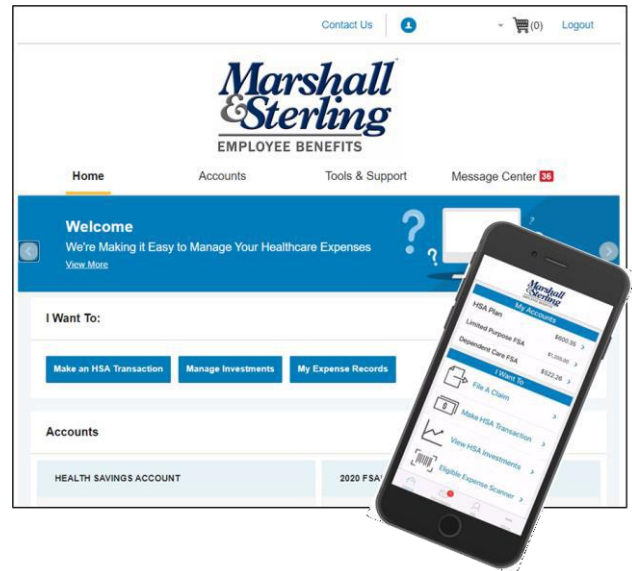 Contact Us
(0)
Logout
Marshall
&Sterling
EMPLOYEE BENEFITS
Home
Accounts
Tools & Support
Message Center 36
Welcome
We're Making it Easy to Manage Your Healthcare Expenses
View More
? ? ?
I Want To:
Make an HSA Transaction
Manage Investments
My Expense Records
Accounts
HEALTH SAVINGS ACCOUNT
2020 FSA
Marshall
&Sterling
My Accounts
HSA Plan
$600.35
Limited Purpose FSA
Dependent Care FSA
$522.26
I Want To
File A Claim
Make HSA Transaction
View HSA Investments
Eligible Expense Scanner